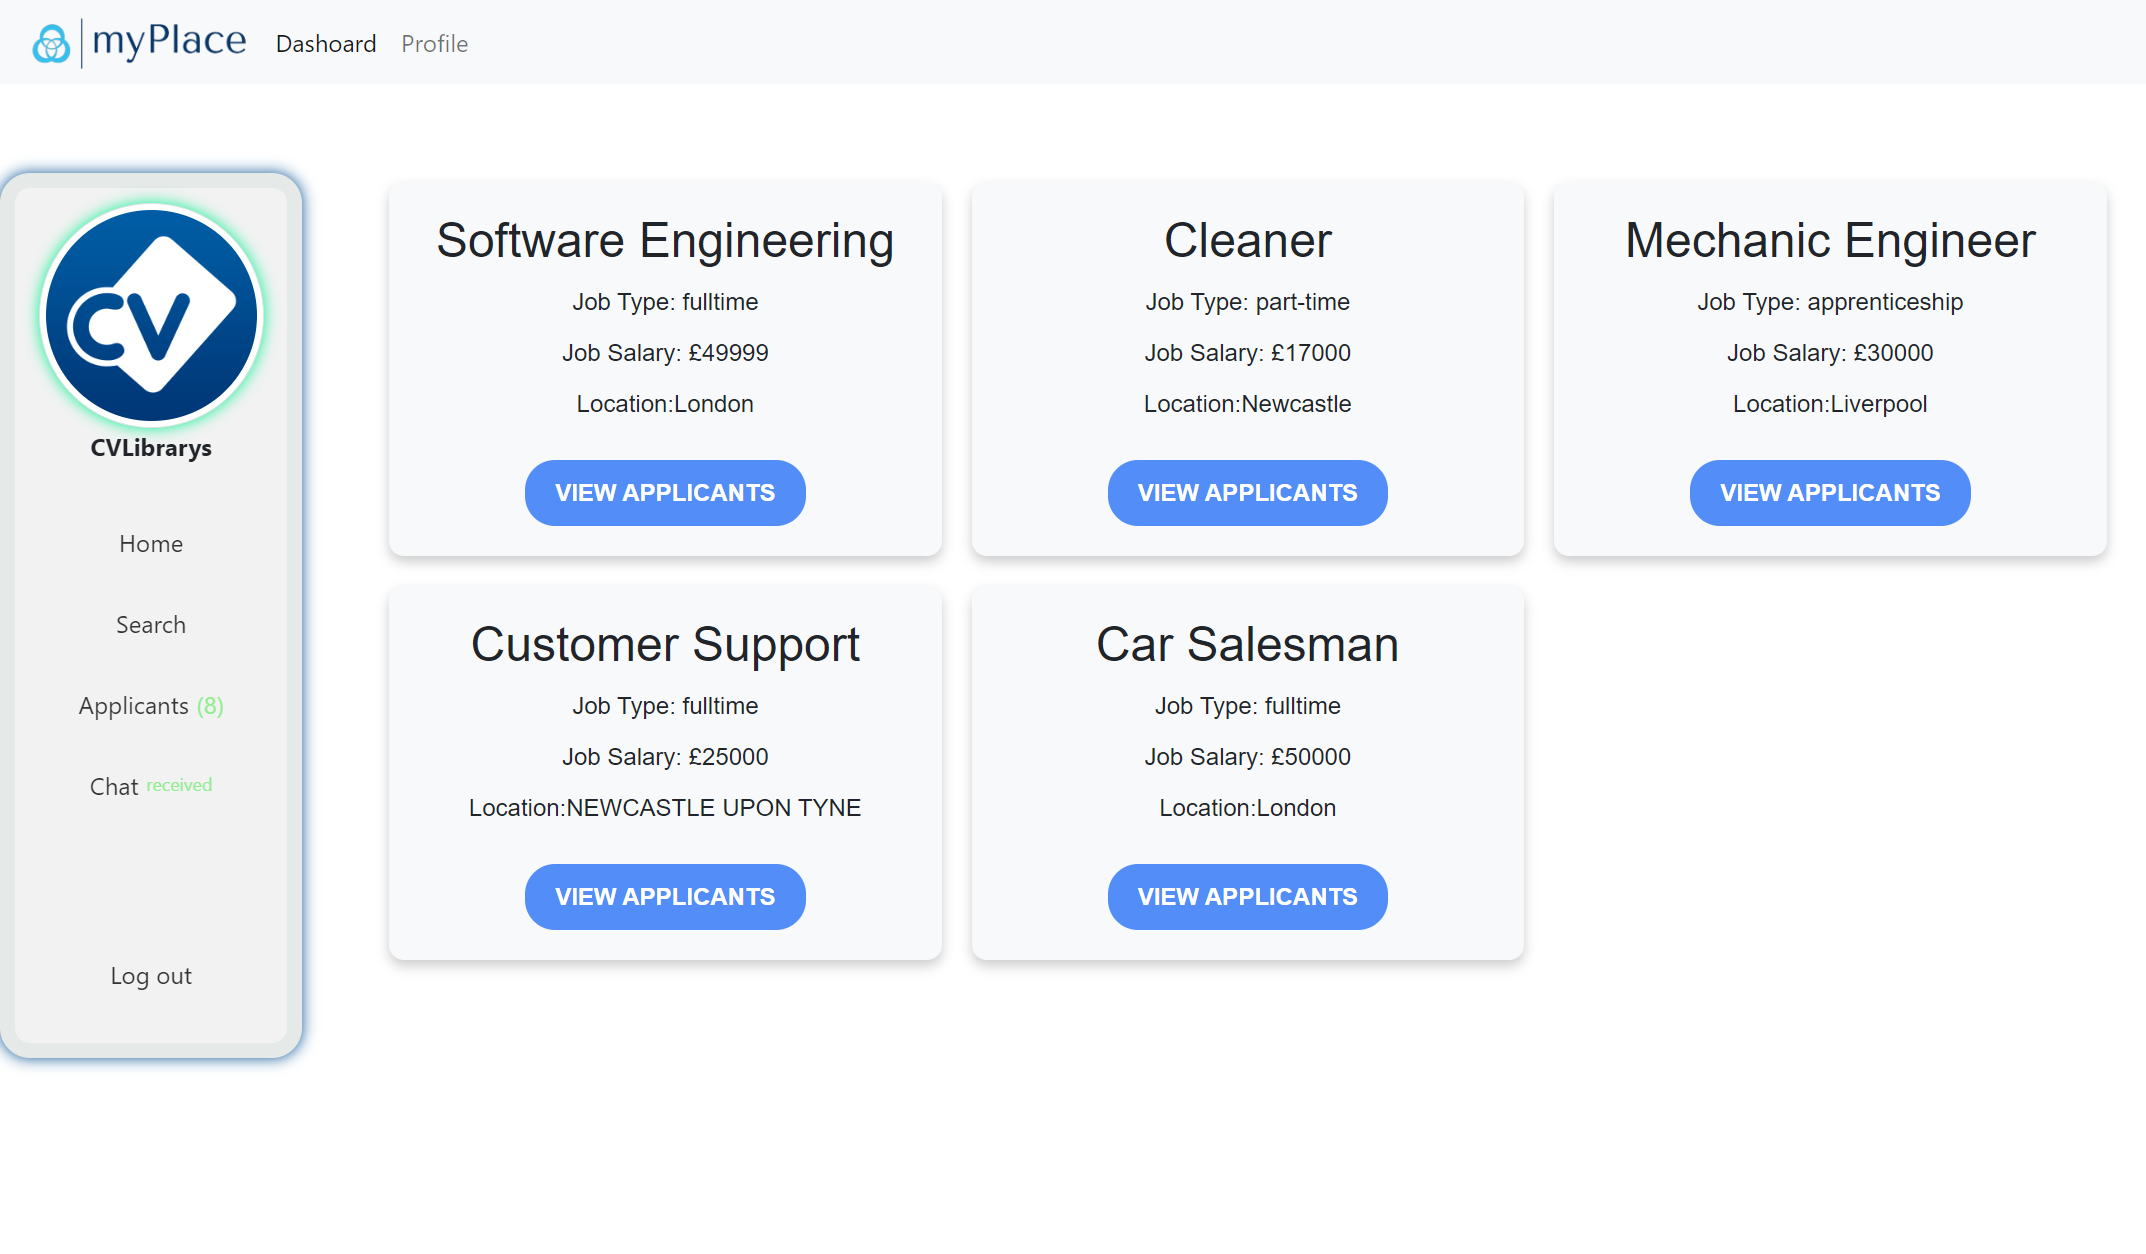 myPlace Dashoard Profile
CV
CVLibrarys
Home
Search
Applicants (8)
Chat received
Log out
Software Engineering
Job Type: fulltime
Job Salary: £49999
Location:London
VIEW APPLICANTS
Cleaner
Job Type: part-time
Job Salary: £17000
Location:Newcastle
VIEW APPLICANTS
Mechanic Engineer
Job Type: apprenticeship
Job Salary: £30000
Location:Liverpool
VIEW APPLICANTS
Customer Support
Job Type: fulltime
Job Salary: £25000
Location:NEWCASTLE UPON TYNE
VIEW APPLICANTS
Car Salesman
Job Type: fulltime
Job Salary: £50000
Location:London
VIEW APPLICANTS